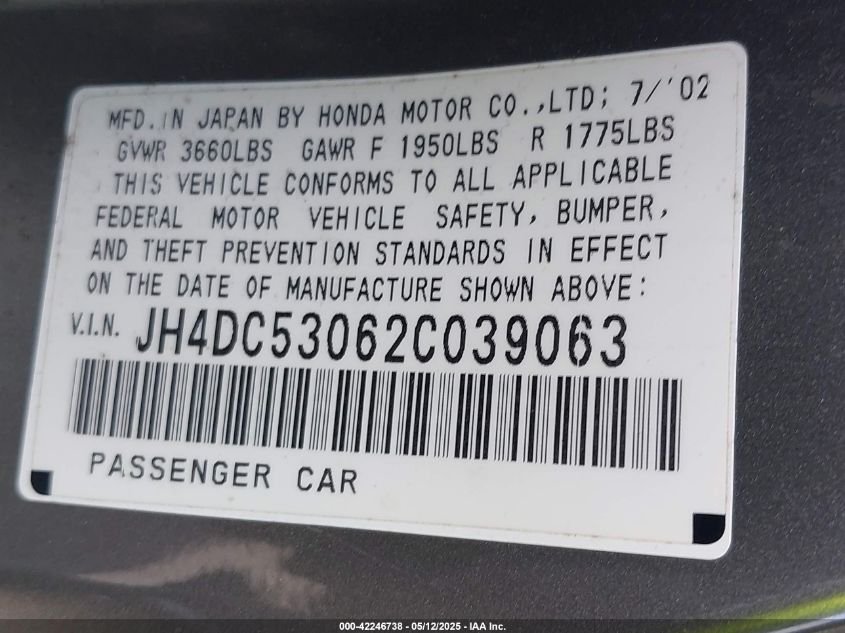 MFD. IN JAPAN BY HONDA MOTOR CO.,LTD; 7/'02
GVWR 3660LBS GAWR F 1950LBS R 1775LBS
THIS VEHICLE CONFORMS TO ALL APPLICABLE
FEDERAL MOTOR VEHICLE SAFETY, BUMPER,
AND THEFT PREVENTION STANDARDS IN EFFECT
ON THE DATE OF MANUFACTURE SHOWN ABOVE:
V.I.N. JH4DC53062C039063
PASSENGER CAR
000-42246738 - 05/12/2025 - IAA Inc.